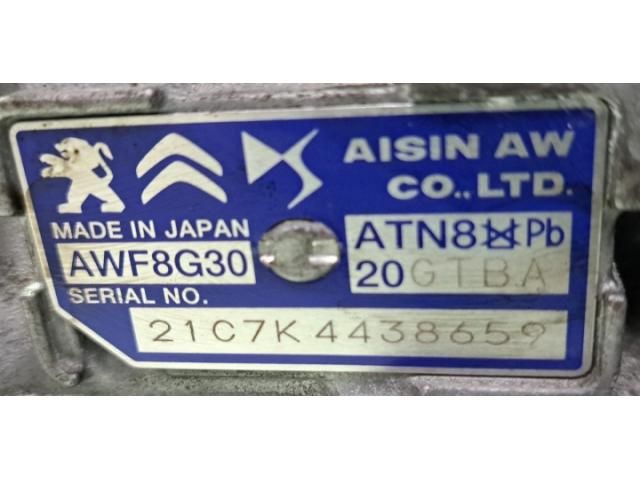 AISIN AW
CO., LTD.
MADE IN JAPAN
AWF8G30
ATN8 Pb
20GTBA
SERIAL NO.
21C7K4438659